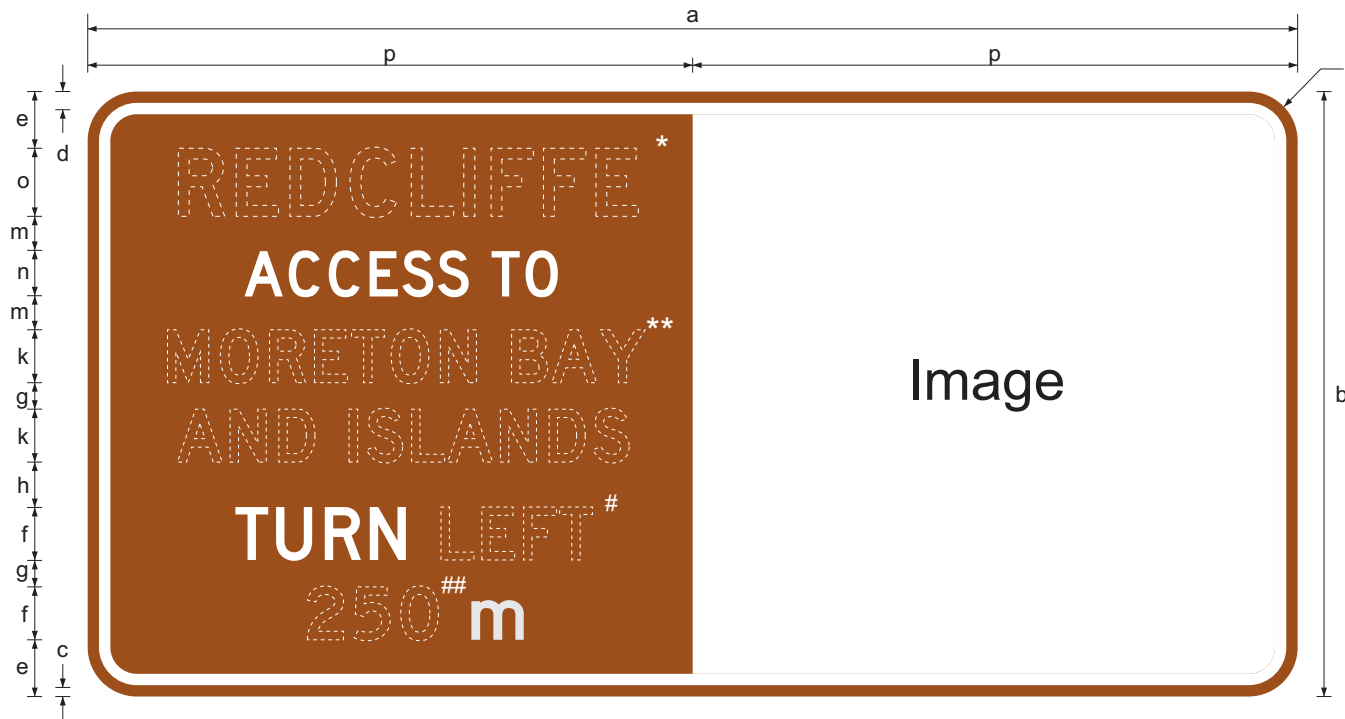 a
p p
e
d
o
REDCLIFFE *
m
n
ACCESS TO
m
k
MORETON BAY**
g
k
AND ISLANDS
h
f
TURN LEFT #
g
f
250##m
c
e
Image
b